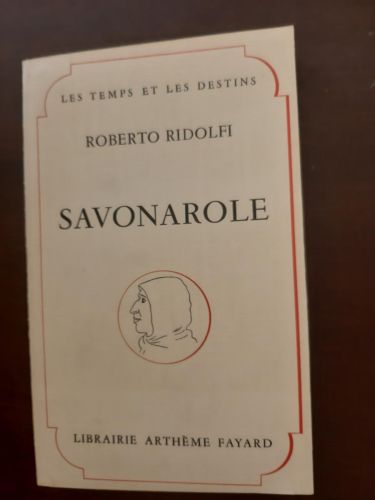 LES TEMPS ET LES DESTINS
ROBERTO RIDOLFI
SAVONAROLE
LIBRAIRIE ARTHÈME FAYARD